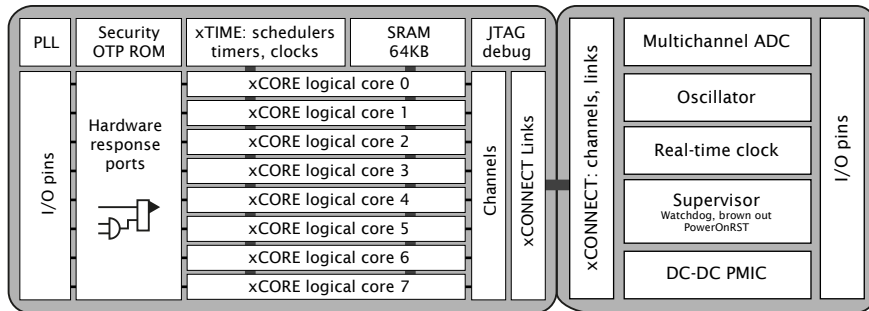 PLL
Security
OTP ROM
xTIME: schedulers
timers, clocks
SRAM
64KB
JTAG
debug
I/O pins
Hardware
response
ports
xCORE logical core 0
xCORE logical core 1
xCORE logical core 2
xCORE logical core 3
xCORE logical core 4
xCORE logical core 5
xCORE logical core 6
xCORE logical core 7
Channels
xCONNECT Links
xCONNECT: channels, links
Multichannel ADC
Oscillator
Real-time clock
Supervisor
Watchdog, brown out
PowerOnRST
DC-DC PMIC
I/O pins